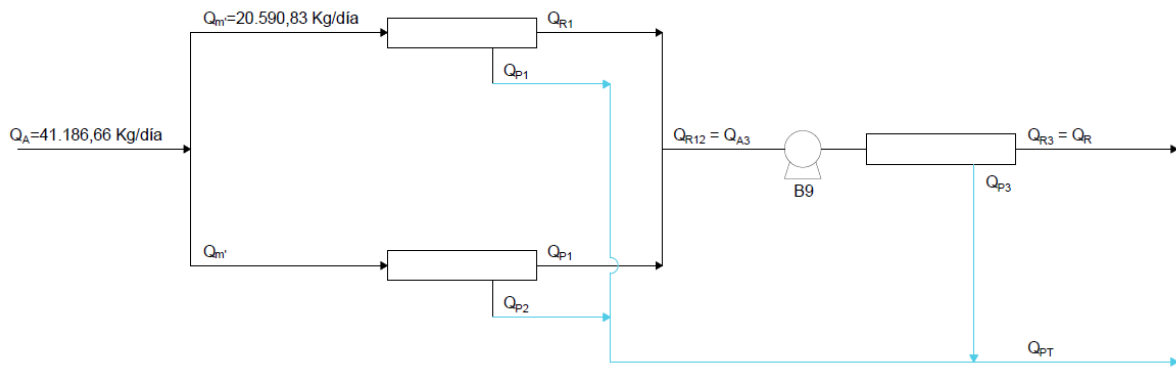 Qm'=20.590,83 Kg/día
QR1
QP1
QA=41.186,66 Kg/día
QR12 = QA3
QR3 = QR
QP3
B9
Qm'
QP1
QP2
QPT